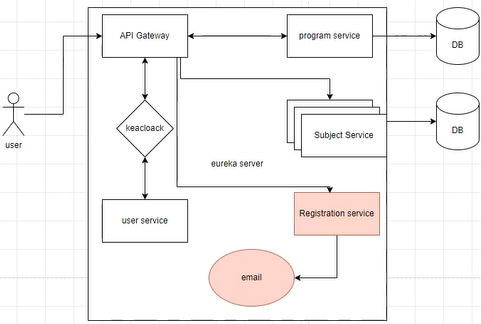 API Gateway
program service
DB
keacloack
Subject Service
DB
user
eureka server
user service
Registration service
email